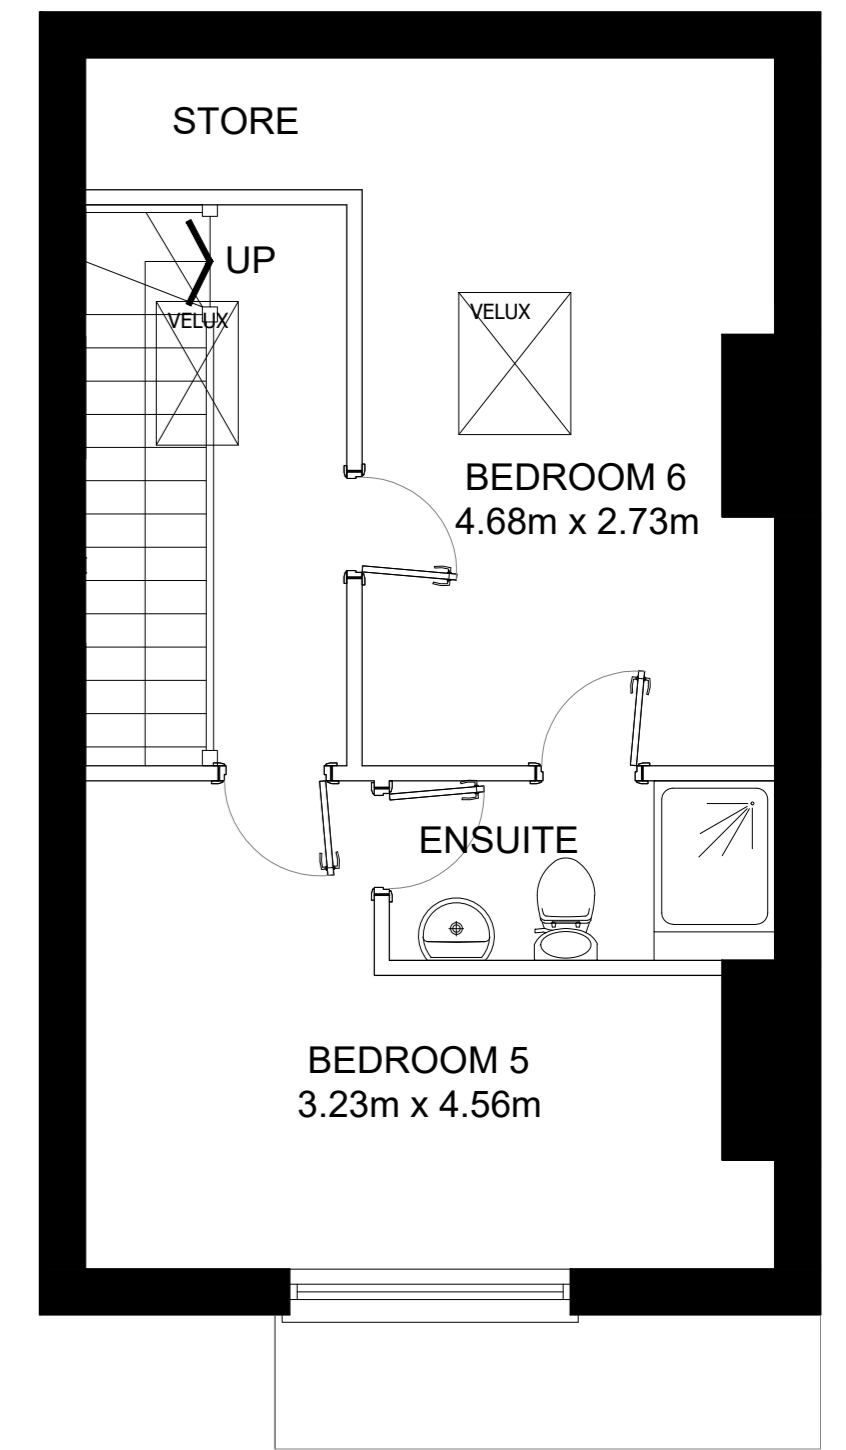 STORE
UP
VELUX
VELUX
BEDROOM 6
4.68m x 2.73m
ENSUITE
BEDROOM 5
3.23m x 4.56m